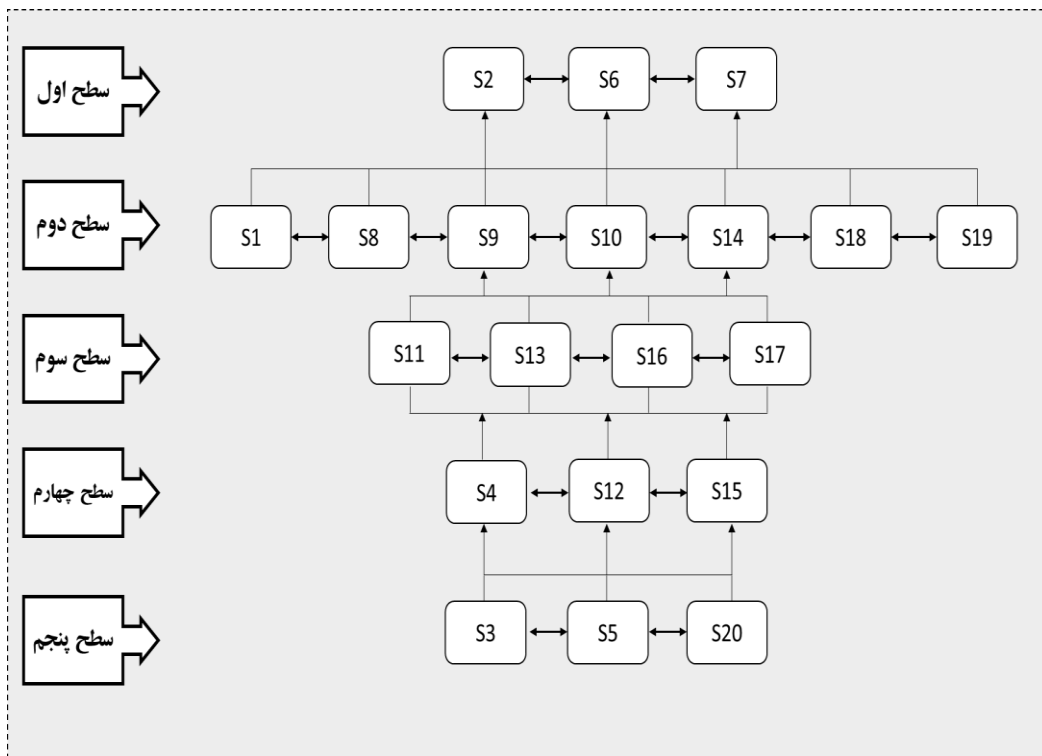 سطح اول
S2
S6
S7
سطح دوم
S1
S8
S9
S10
S14
S18
S19
سطح سوم
S11
S13
S16
S17
سطح چهارم
S4
S12
S15
سطح پنجم
S3
S5
S20